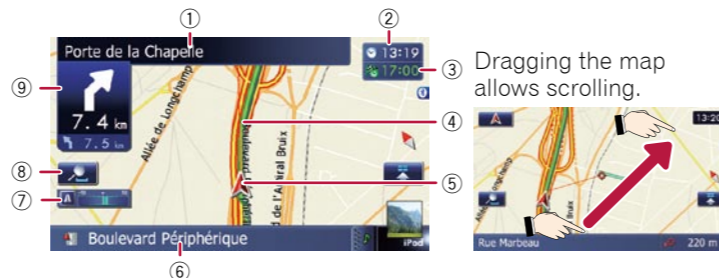 ① ②
Porte de la Chapelle
13:19
17:00 ③
⑨
7.4 km
7.5 km
Allée de Longchamp
④
Boulevard
d de l'Amiral Bruix
⑧
⑤
⑦ A
Boulevard Périphérique
iPod
⑥
Dragging the map
allows scrolling.
A
13:20
Bruix
Rue Marbeau
220 m